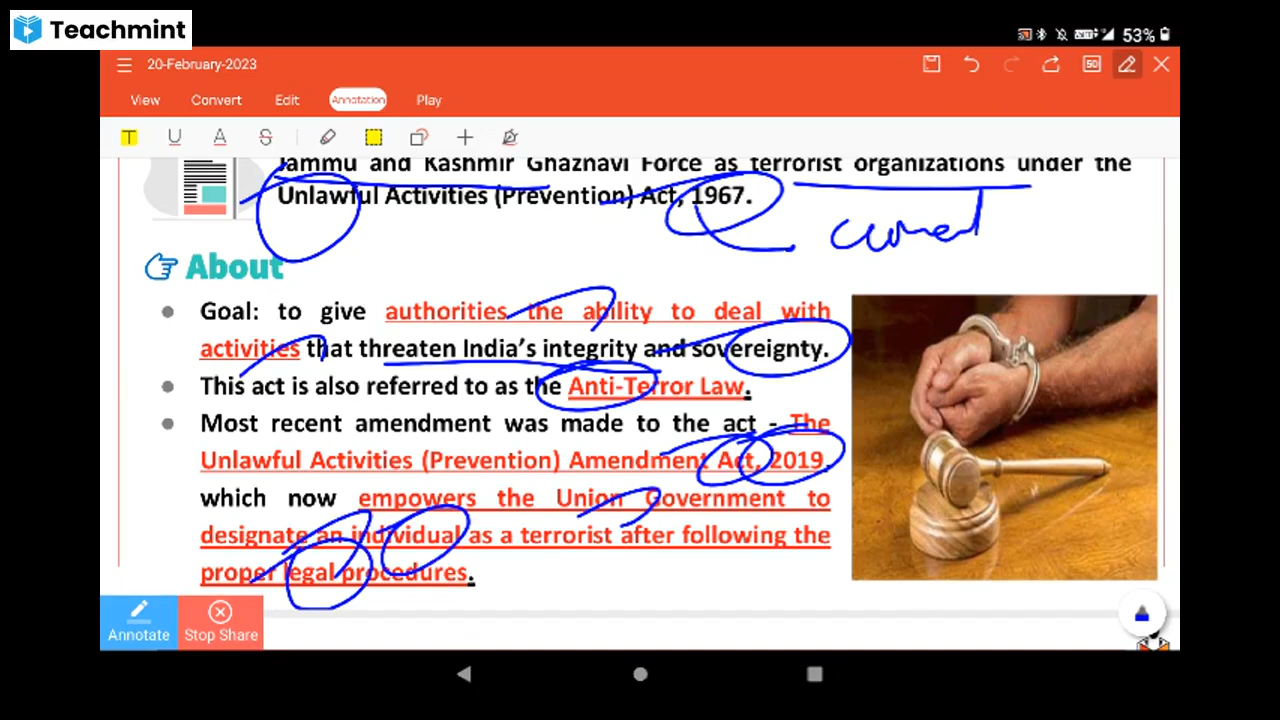 Teachmint
53%
20-February-2023
50
View Convert Edit Annotation Play
T U A S
Jammu and Kashmir Ghaznavi Force as terrorist organizations under the
Unlawful Activities (Prevention) Act, 1967.
About
Goal: to give authorities the ability to deal with
activities that threaten India's integrity and sovereignty.
This act is also referred to as the Anti-Terror Law.
Most recent amendment was made to the act - The
Unlawful Activities (Prevention) Amendment Act, 2019,
which now empowers the Union Government to
designate an individual as a terrorist after following the
proper legal procedures.
Annotate Stop Share